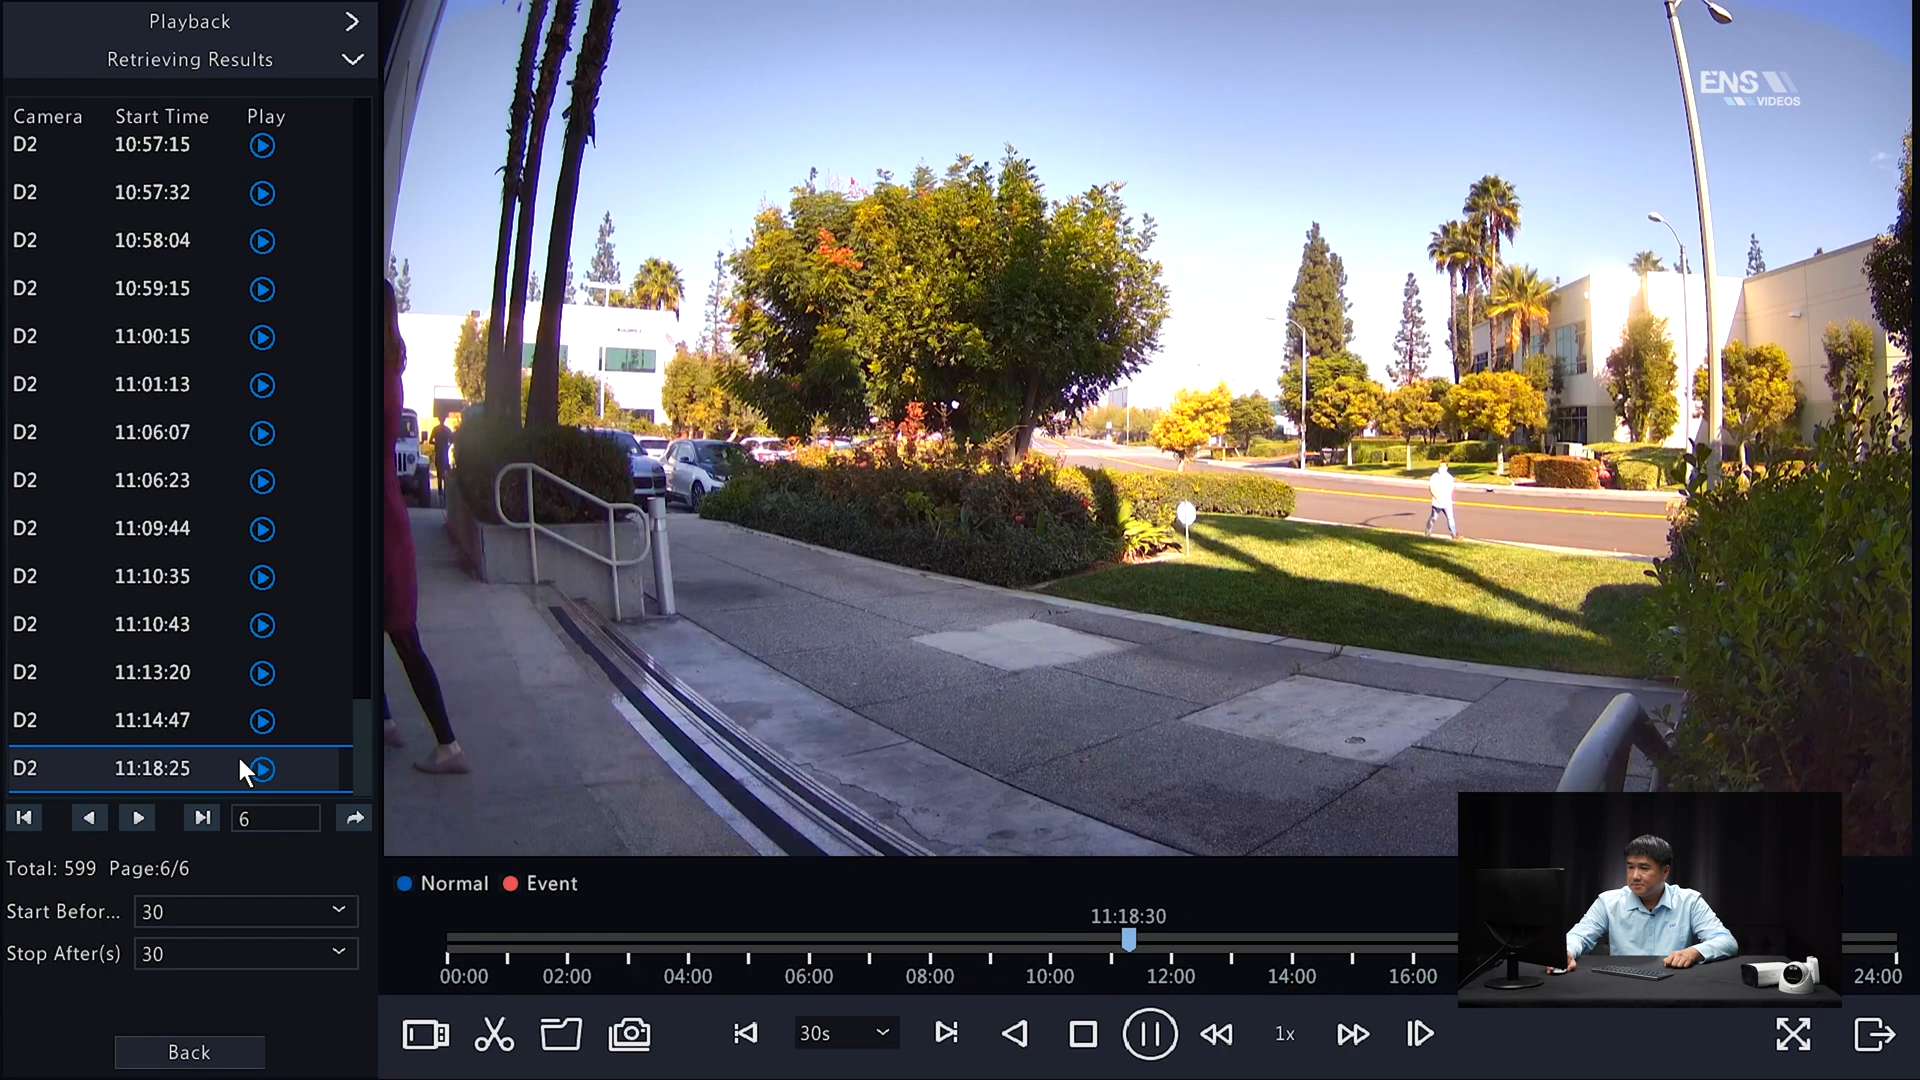 Playback
Retrieving Results
Camera Start Time Play
D2 10:57:15
D2 10:57:32
D2 10:58:04
D2 10:59:15
D2 11:00:15
D2 11:01:13
D2 11:06:07
D2 11:06:23
D2 11:09:44
D2 11:10:35
D2 11:10:43
D2 11:13:20
D2 11:14:47
D2 11:18:25
6
Total: 599 Page:6/6
Start Befor... 30
Stop After(s) 30
Back
ENS
VIDEOS
Normal Event
11:18:30
00:00 02:00 04:00 06:00 08:00 10:00 12:00 14:00 16:00 24:00
30s 1x